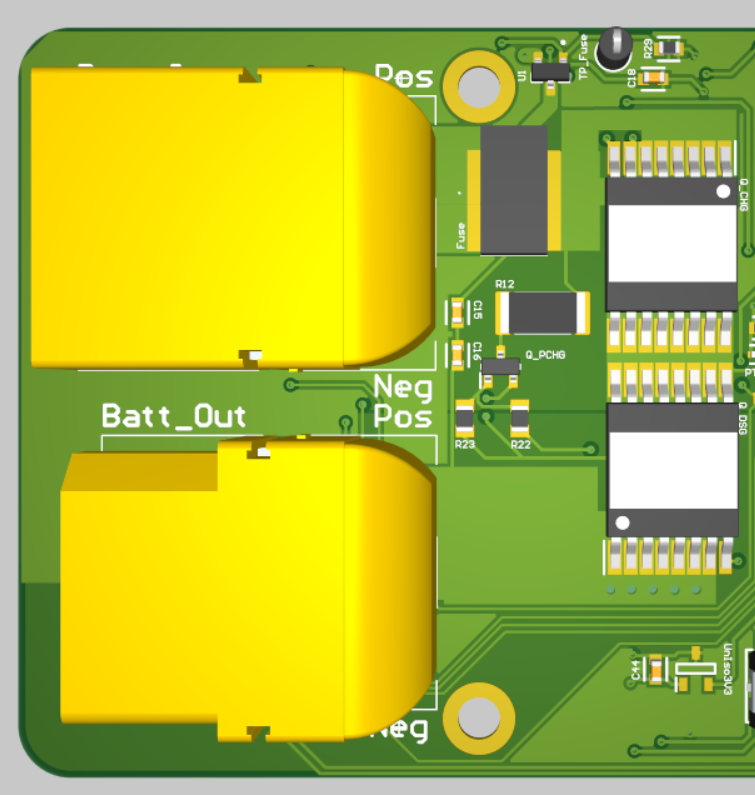 Pos
U1
TP_Fuse
R29
C18
Q_CHG
Fuse
R12
C15
C16
Q_PCHG
Neg
Batt_Out
Pos
R23
R22
Q_DSG
C44
Uniso3V3
Neg